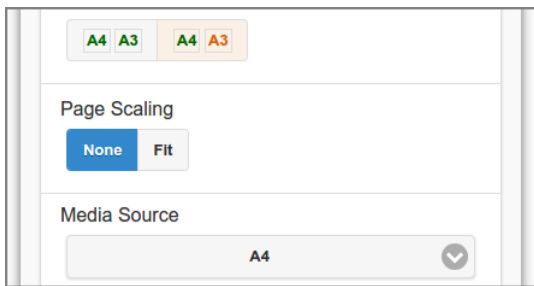 A4 A3 A4 A3
Page Scaling
None Fit
Media Source
A4